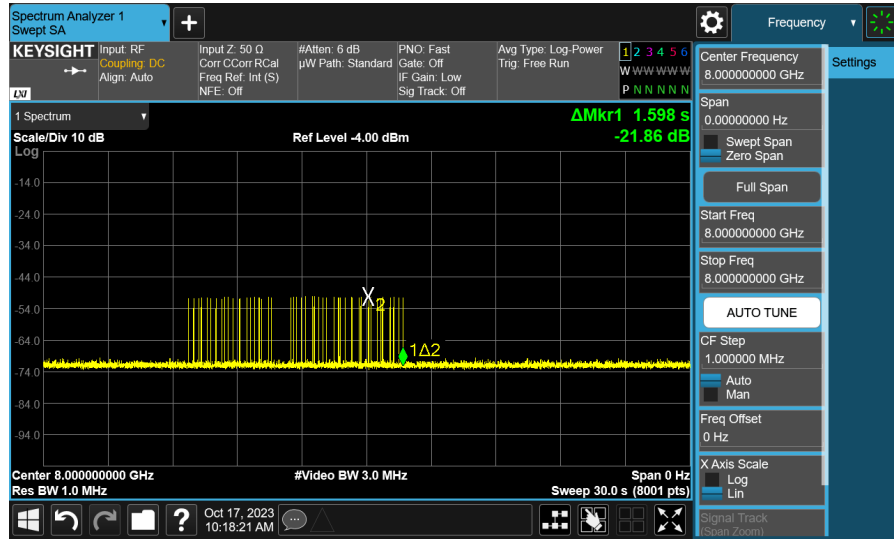 Spectrum Analyzer 1
Swept SA
Frequency
KEYSIGHT
LXI
Input: RF
Coupling: DC
Align: Auto
Input Z: 50 Ω
Corr CCorr RCal
Freq Ref: Int (S)
NFE: Off
#Atten: 6 dB
µW Path: Standard
PNO: Fast
Gate: Off
IF Gain: Low
Sig Track: Off
Avg Type: Log-Power
Trig: Free Run
1 2 3 4 5 6
W W W W W W
P N N N N N
1 Spectrum
ΔMkr1 1.598 s
-21.86 dB
Scale/Div 10 dB
Ref Level -4.00 dBm
Log
-14.0
-24.0
-34.0
-44.0
-54.0
-64.0
-74.0
-84.0
-94.0
X2
1Δ2
Center 8.000000000 GHz
#Video BW 3.0 MHz
Span 0 Hz
Res BW 1.0 MHz
Sweep 30.0 s (8001 pts)
Oct 17, 2023
10:18:21 AM
Center Frequency
8.000000000 GHz
Settings
Span
0.00000000 Hz
Swept Span
Zero Span
Full Span
Start Freq
8.000000000 GHz
Stop Freq
8.000000000 GHz
AUTO TUNE
CF Step
1.000000 MHz
Auto
Man
Freq Offset
0 Hz
X Axis Scale
Log
Lin
Signal Track
(Span Zoom)